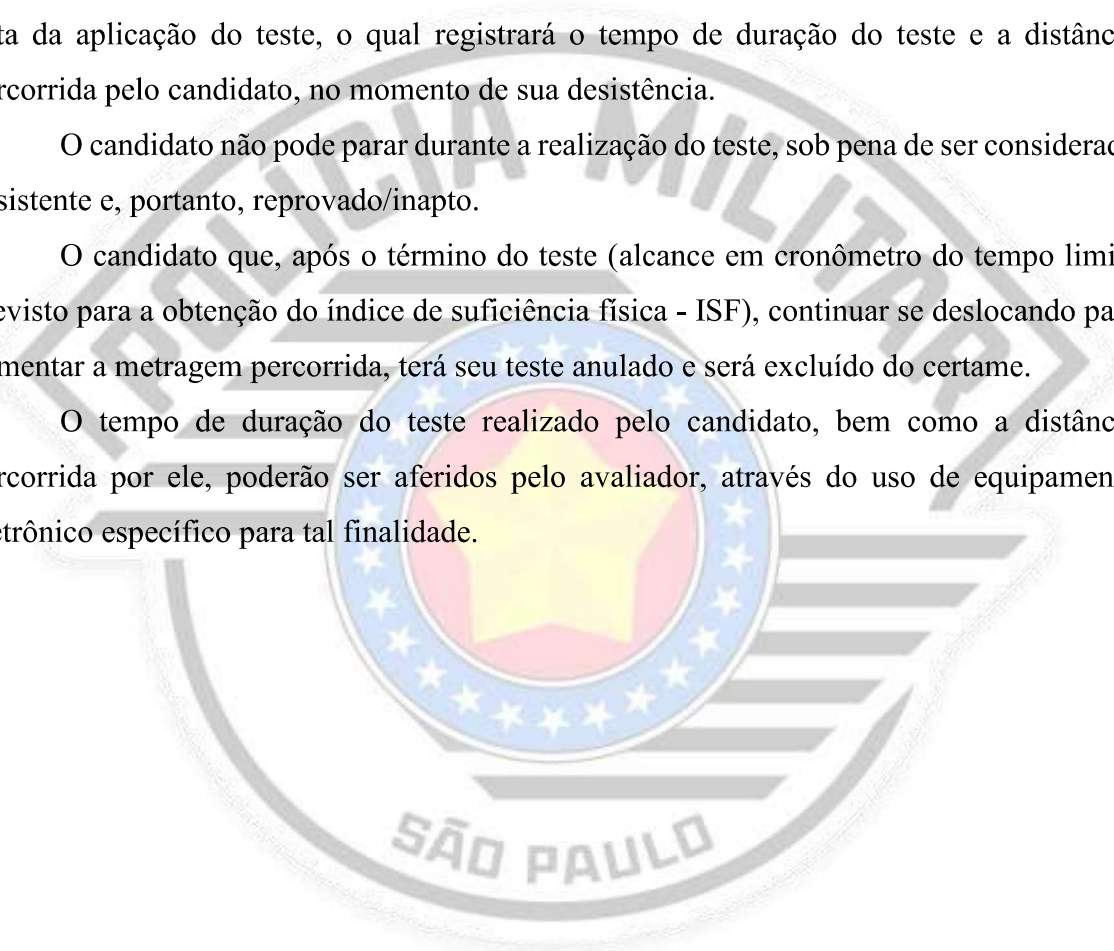 ta da aplicação do teste, o qual registrará o tempo de duração do teste e a distânc
rcorrida pelo candidato, no momento de sua desistência.
O candidato não pode parar durante a realização do teste, sob pena de ser considerad
sistente e, portanto, reprovado/inapto.
O candidato que, após o término do teste (alcance em cronômetro do tempo limi
evisto para a obtenção do índice de suficiência física - ISF), continuar se deslocando pa
mentar a metragem percorrida, terá seu teste anulado e será excluído do certame.
O tempo de duração do teste realizado pelo candidato, bem como a distânc
rcorrida por ele, poderão ser aferidos pelo avaliador, através do uso de equipamen
etrônico específico para tal finalidade.
POLÍCIA MILITAR
SÃO PAULO